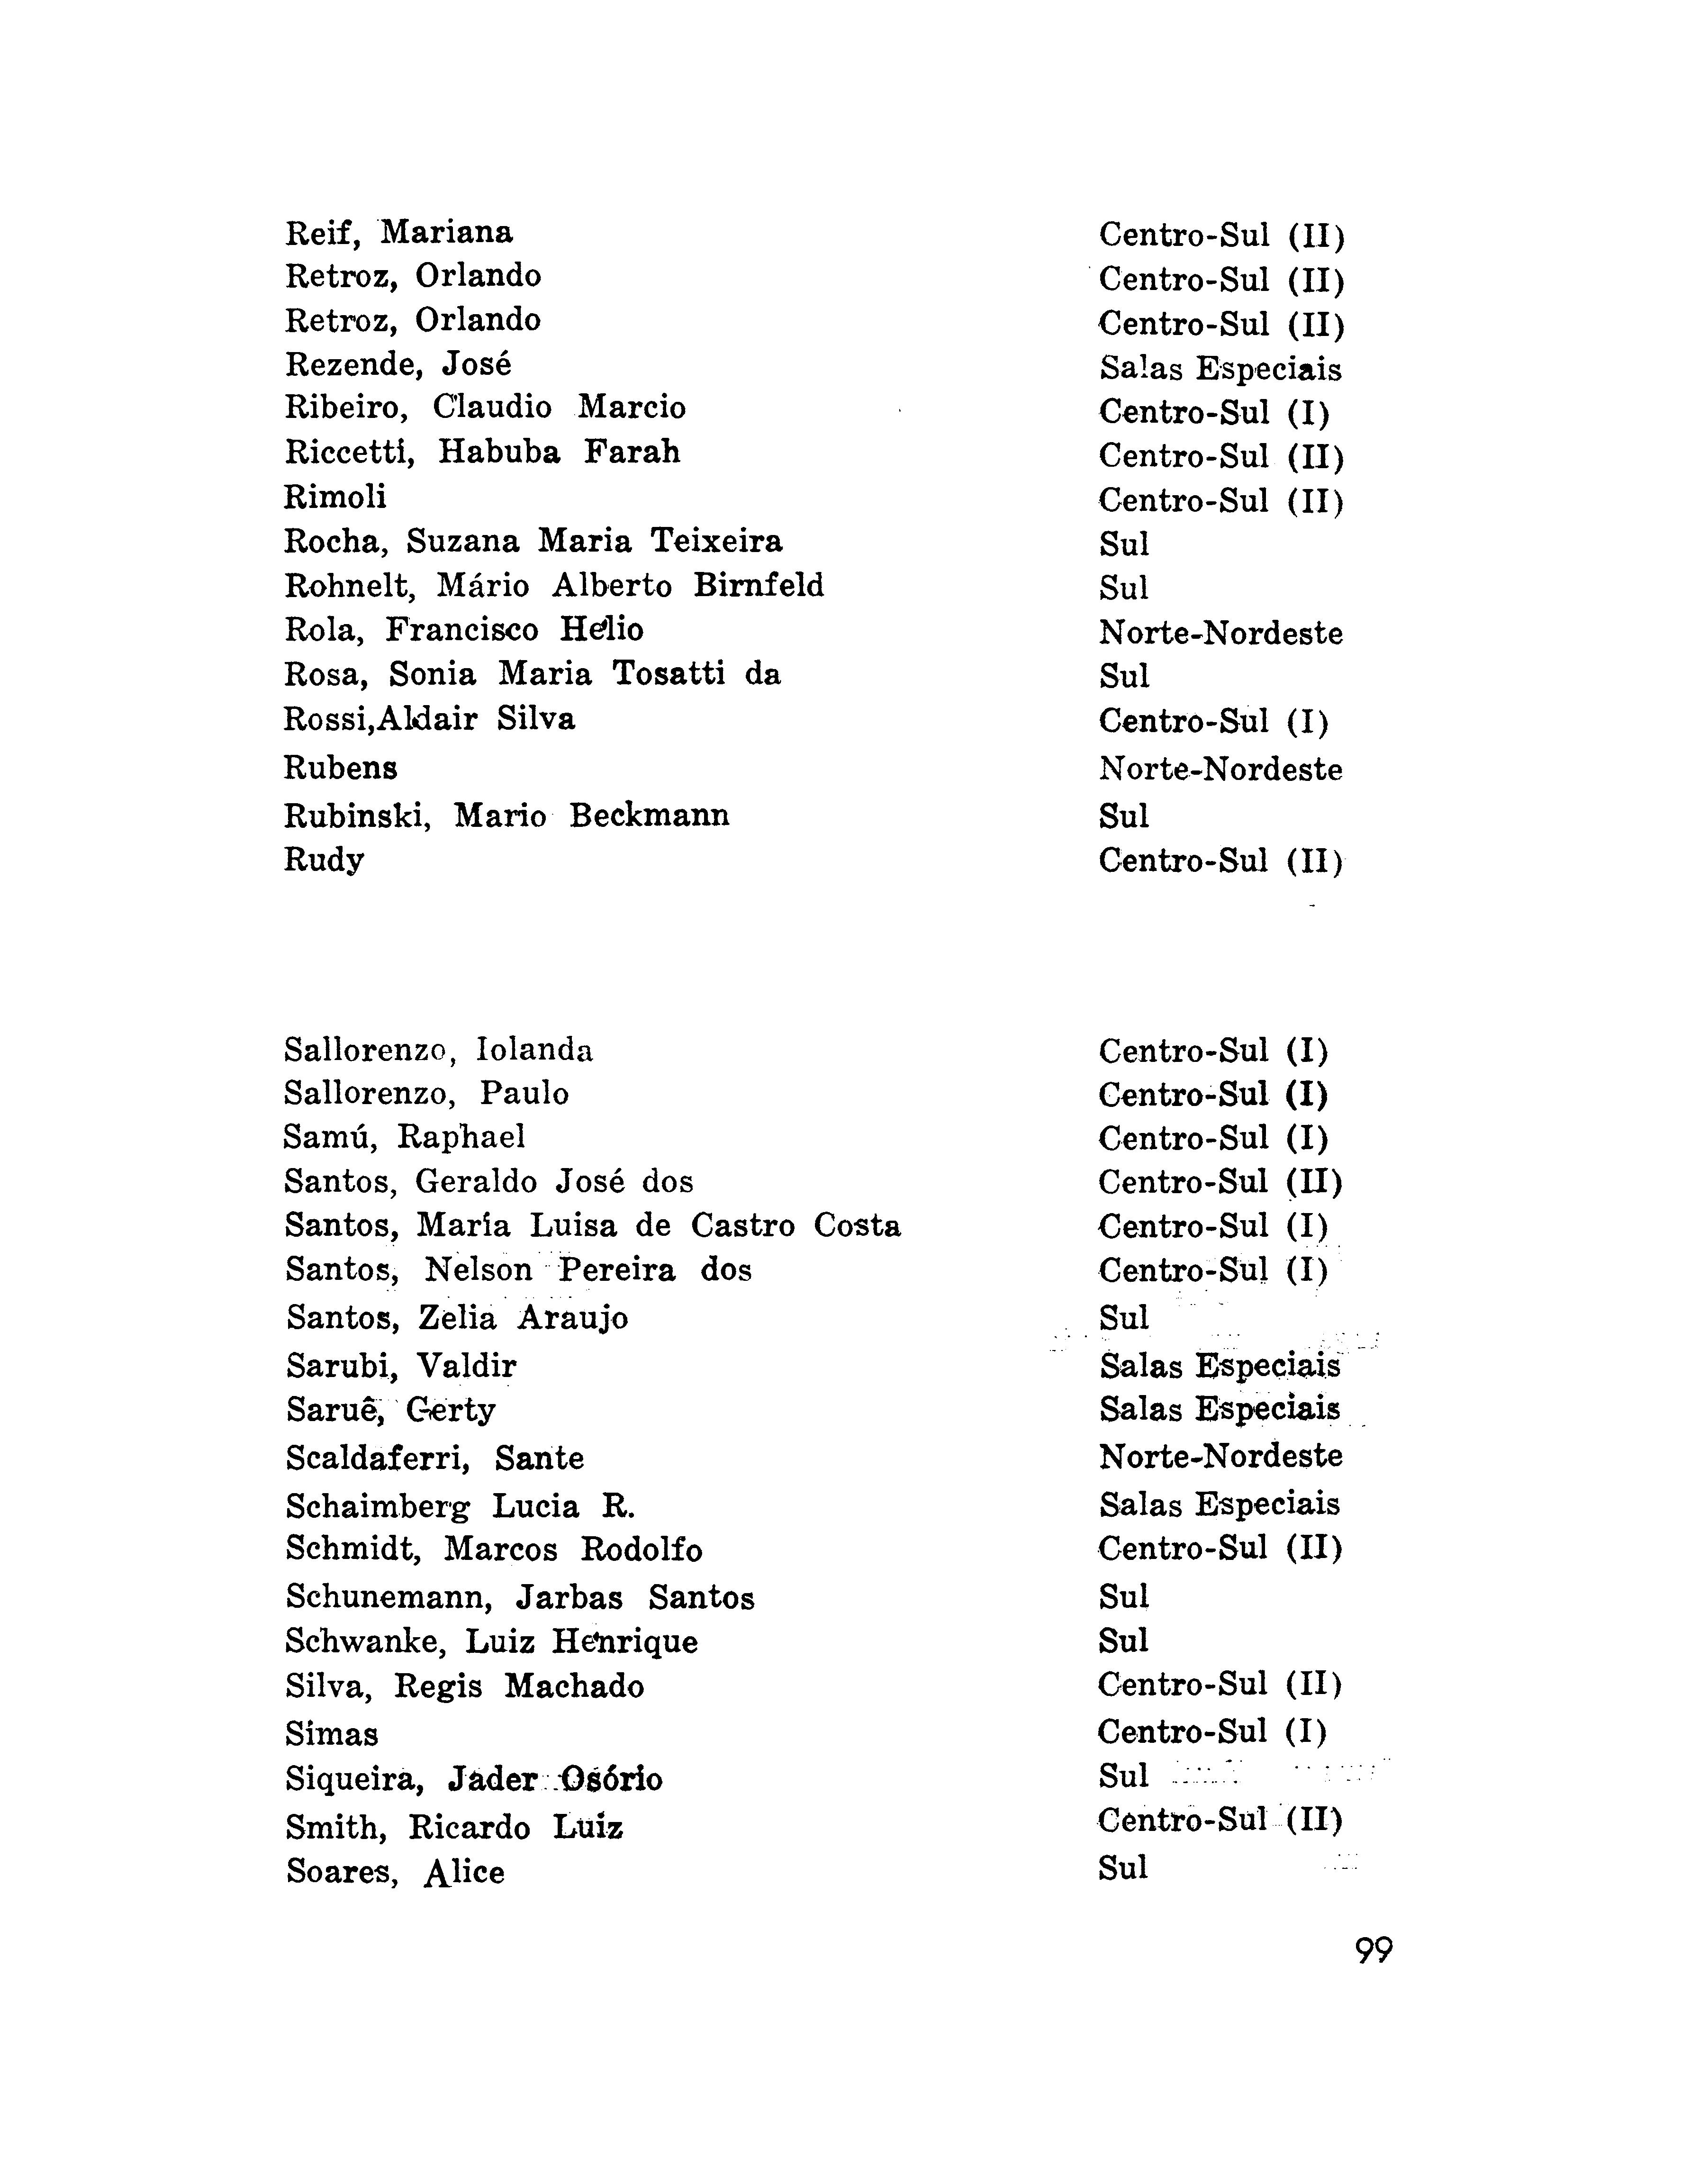 Reif, Mariana Centro-Sul (II)
Retroz, Orlando Centro-Sul (II)
Retroz, Orlando Centro-Sul (II)
Rezende, José Salas Especiais
Ribeiro, Claudio Marcio Centro-Sul (I)
Riccetti, Habuba Farah Centro-Sul (II)
Rimoli Centro-Sul (II)
Rocha, Suzana Maria Teixeira Sul
Rohnelt, Mário Alberto Birnfeld Sul
Rola, Francisco Hélio Norte-Nordeste
Rosa, Sonia Maria Tosatti da Sul
Rossi,Aldair Silva Centro-Sul (I)
Rubens Norte-Nordeste
Rubinski, Mario Beckmann Sul
Rudy Centro-Sul (II)
Sallorenzo, Iolanda Centro-Sul (I)
Sallorenzo, Paulo Centro-Sul (I)
Samú, Raphael Centro-Sul (I)
Santos, Geraldo José dos Centro-Sul (II)
Santos, Maria Luisa de Castro Costa Centro-Sul (I)
Santos, Nelson Pereira dos Centro-Sul (I)
Santos, Zelia Araujo Sul
Sarubi, Valdir Salas Especiais
Saruê, Gerty Salas Especiais
Scaldaferri, Sante Norte-Nordeste
Schaimberg Lucia R. Salas Especiais
Schmidt, Marcos Rodolfo Centro-Sul (II)
Schunemann, Jarbas Santos Sul
Schwanke, Luiz Henrique Sul
Silva, Regis Machado Centro-Sul (II)
Simas Centro-Sul (I)
Siqueira, Jader Osório Sul
Smith, Ricardo Luiz Centro-Sul (II)
Soares, Alice Sul
99